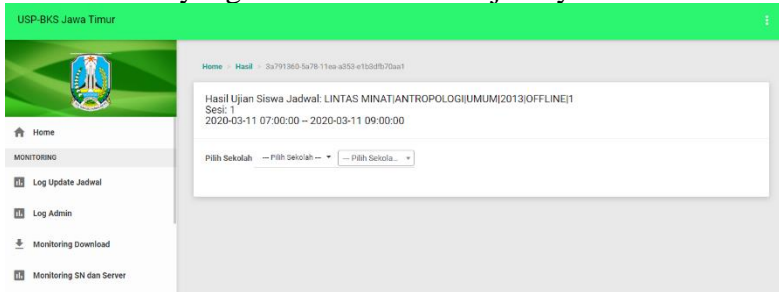 USP-BKS Jawa Timur
Home > Hasil > 3a791360-5a78-11ea-a353-e1b3dfb70aa1
Hasil Ujian Siswa Jadwal: LINTAS MINAT|ANTROPOLOGI|UMUM|2013|OFFLINE|1
Sesi: 1
2020-03-11 07:00:00 -- 2020-03-11 09:00:00
Pilih Sekolah -- Pilih Sekolah -- -- Pilih Sekola...
Home
MONITORING
Log Update Jadwal
Log Admin
Monitoring Download
Monitoring SN dan Server